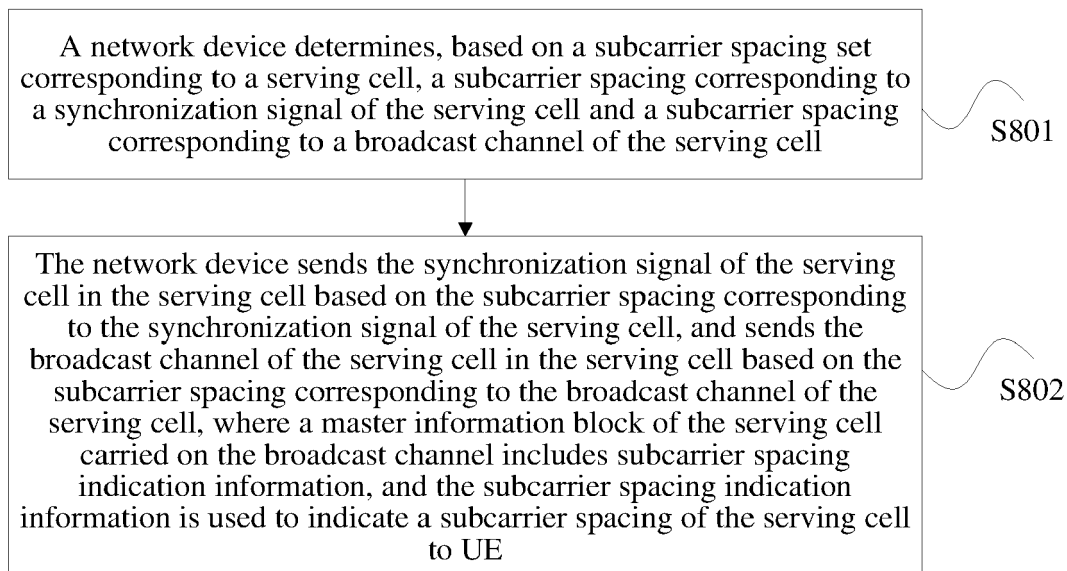 A network device determines, based on a subcarrier spacing set
corresponding to a serving cell, a subcarrier spacing corresponding to
a synchronization signal of the serving cell and a subcarrier spacing
corresponding to a broadcast channel of the serving cell
S801
The network device sends the synchronization signal of the serving
cell in the serving cell based on the subcarrier spacing corresponding
to the synchronization signal of the serving cell, and sends the
broadcast channel of the serving cell in the serving cell based on the
subcarrier spacing corresponding to the broadcast channel of the
serving cell, where a master information block of the serving cell
carried on the broadcast channel includes subcarrier spacing
indication information, and the subcarrier spacing indication
information is used to indicate a subcarrier spacing of the serving cell
to UE
S802